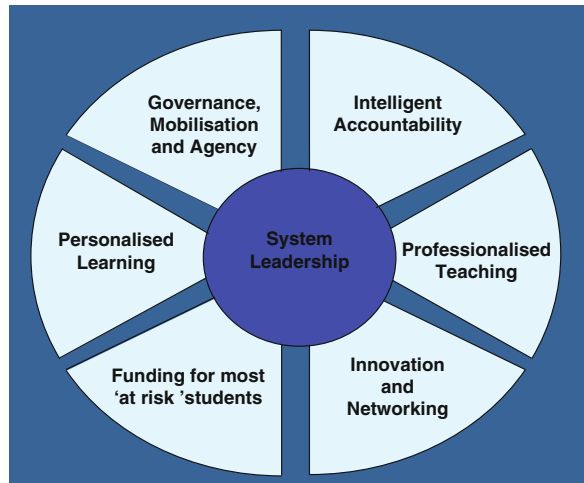 Governance,
Mobilisation
and Agency
Intelligent
Accountability
Personalised
Learning
System
Leadership
Professionalised
Teaching
Funding for most
‘at risk ’students
Innovation
and
Networking